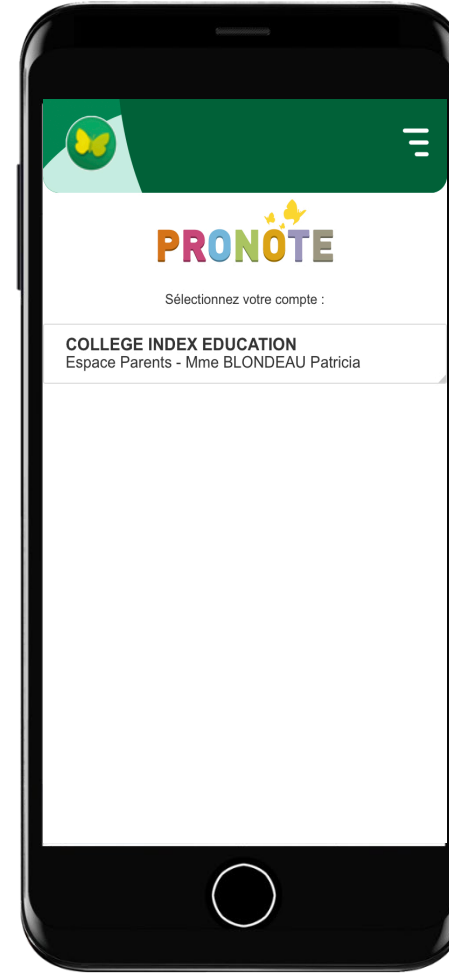 PRONOTE
Sélectionnez votre compte :
COLLEGE INDEX EDUCATION
Espace Parents - Mme BLONDEAU Patricia